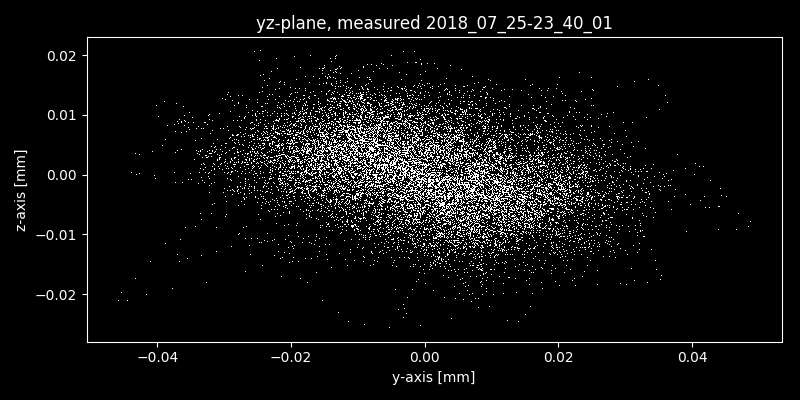 yz-plane, measured 2018_07_25-23_40_01
0.02
0.01
0.00
−0.01
−0.02
z-axis [mm]
−0.04 −0.02 0.00 0.02 0.04
y-axis [mm]